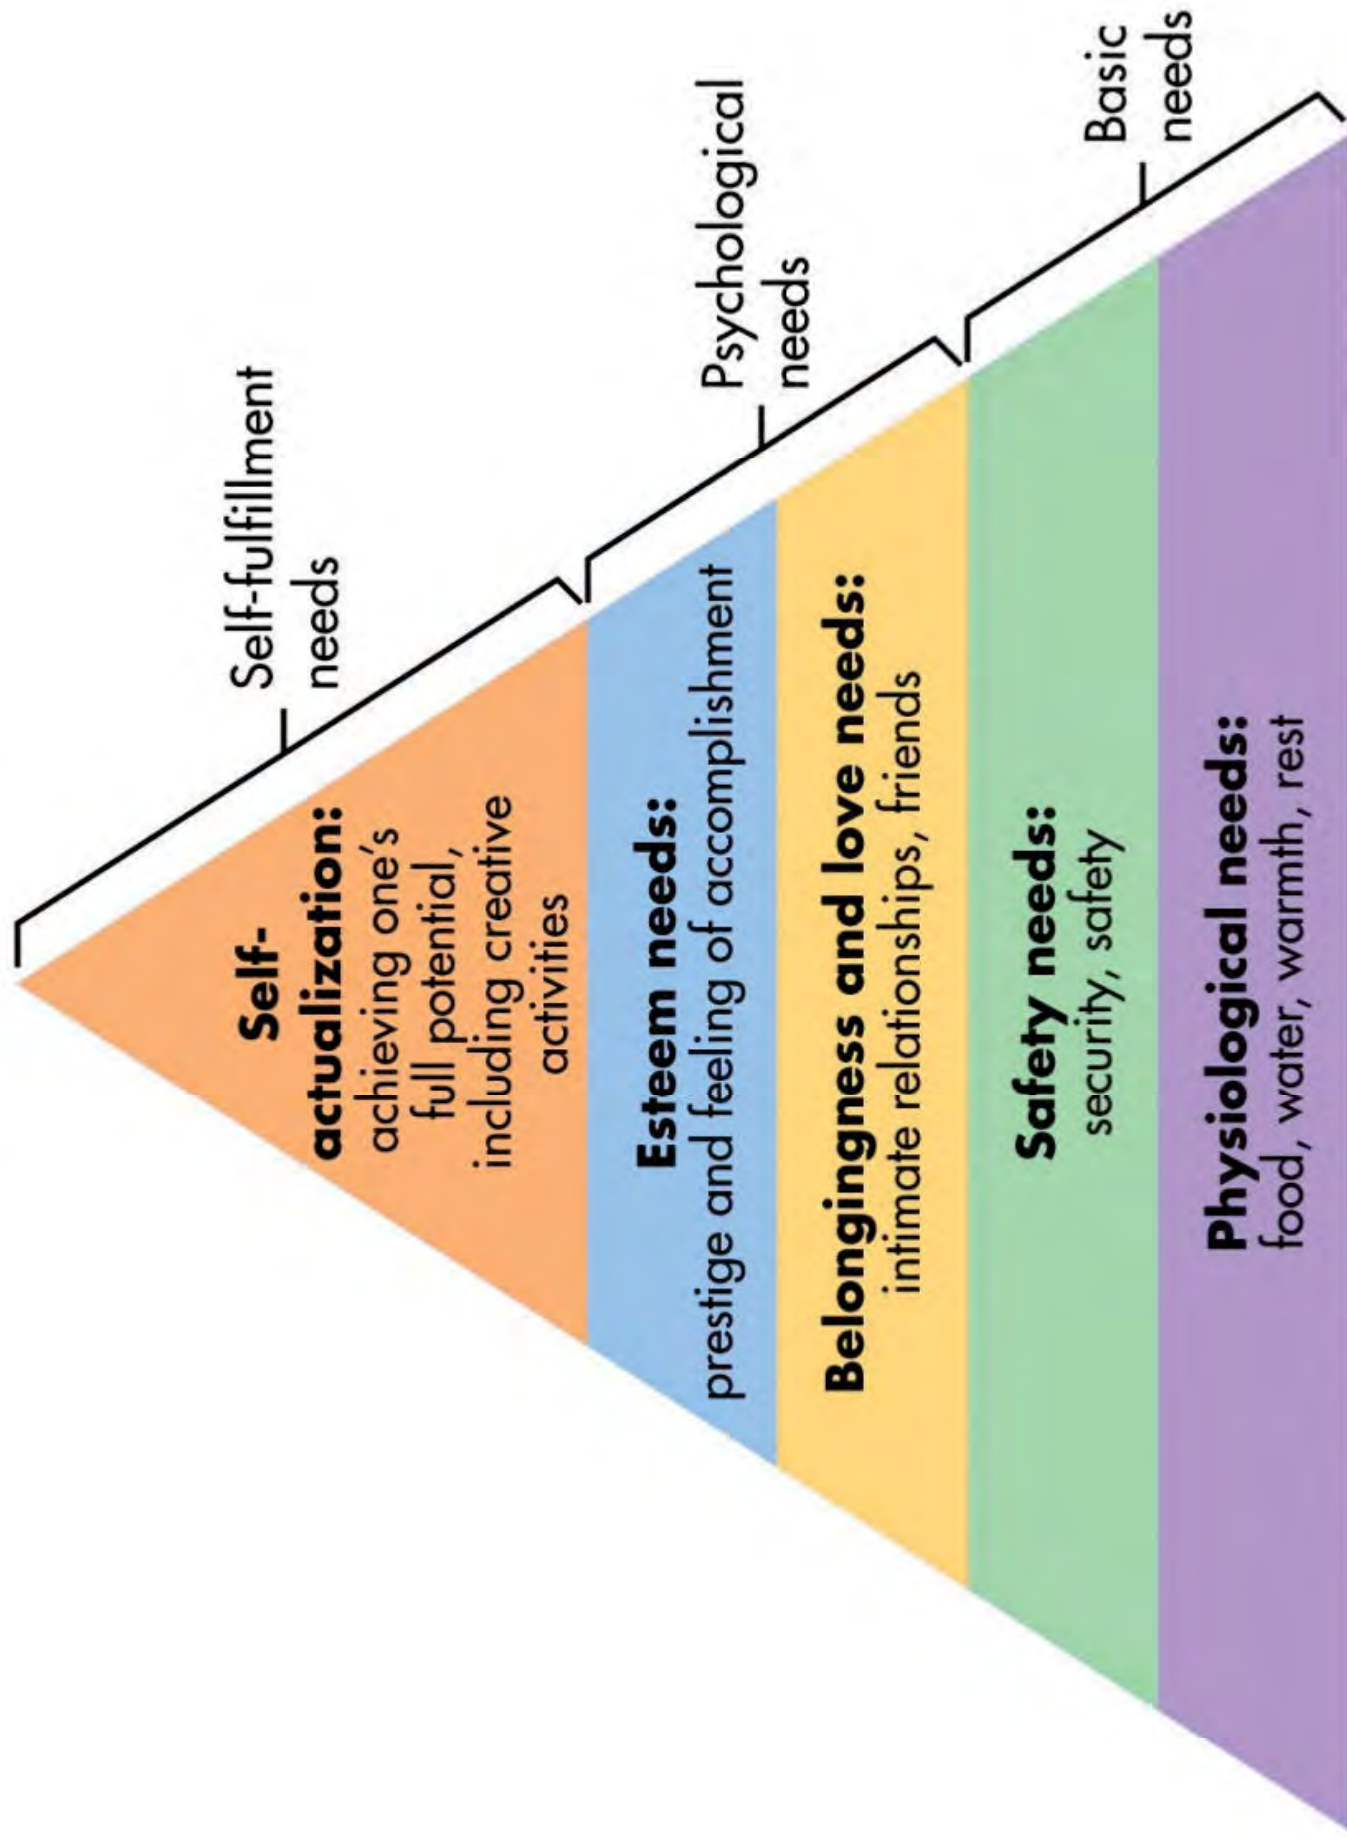 Self-fulfillment
needs
Self-
actualization:
achieving one's
full potential,
including creative
activities
Psychological
needs
Esteem needs:
prestige and feeling of accomplishment
Belongingness and love needs:
intimate relationships, friends
Basic
needs
Safety needs:
security, safety
Physiological needs:
food, water, warmth, rest